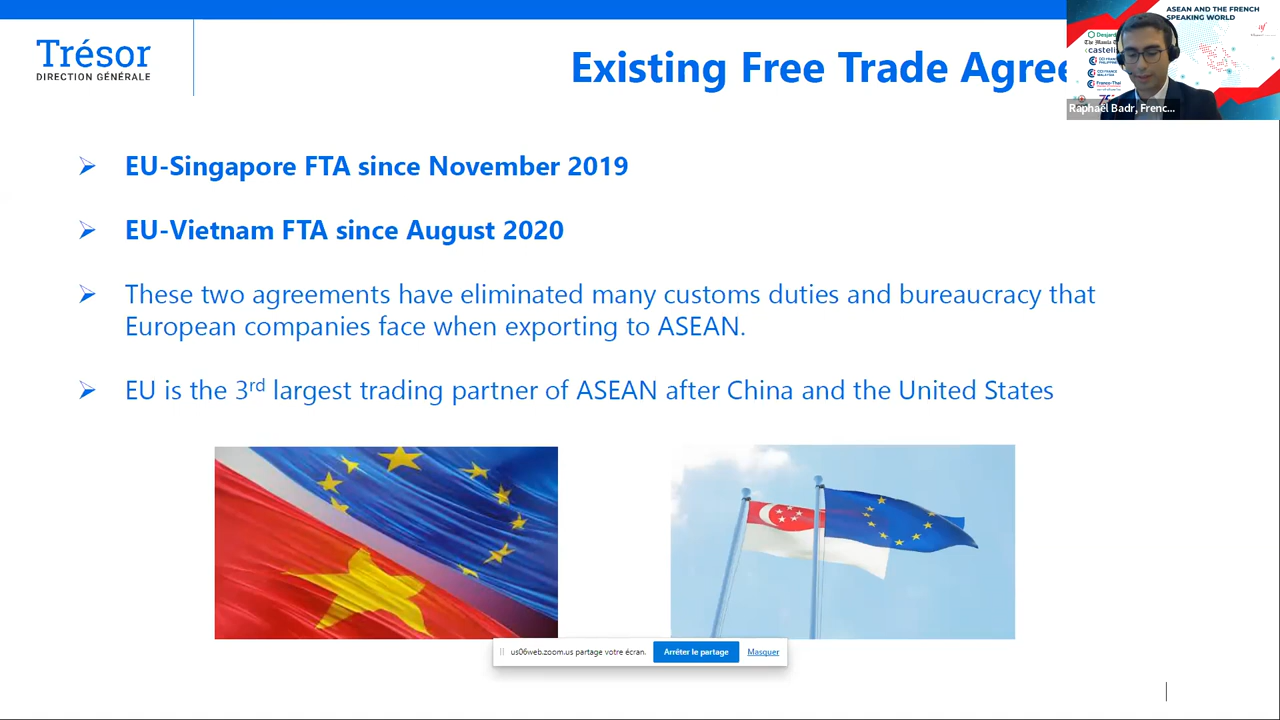 Trésor
DIRECTION GÉNÉRALE
Existing Free Trade Agree
ASEAN AND THE FRENCH
SPEAKING WORLD
Raphaël Badr, Frenc...
➢ EU-Singapore FTA since November 2019
➢ EU-Vietnam FTA since August 2020
➢ These two agreements have eliminated many customs duties and bureaucracy that
European companies face when exporting to ASEAN.
➢ EU is the 3rd largest trading partner of ASEAN after China and the United States
us06web.zoom.us partage votre écran.
Arrêter le partage
Masquer